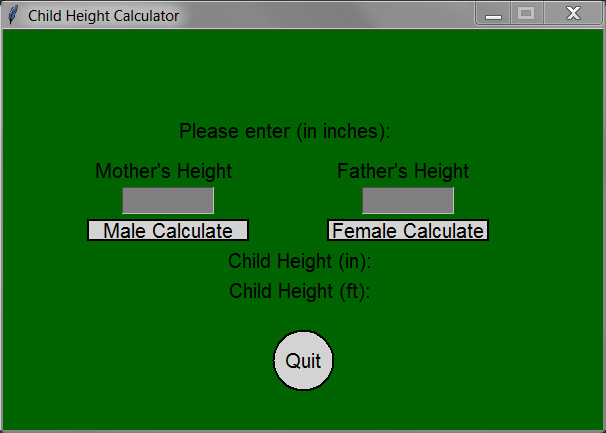 Child Height Calculator
Please enter (in inches):
Mother's Height Father's Height
Male Calculate Female Calculate
Child Height (in):
Child Height (ft):
Quit